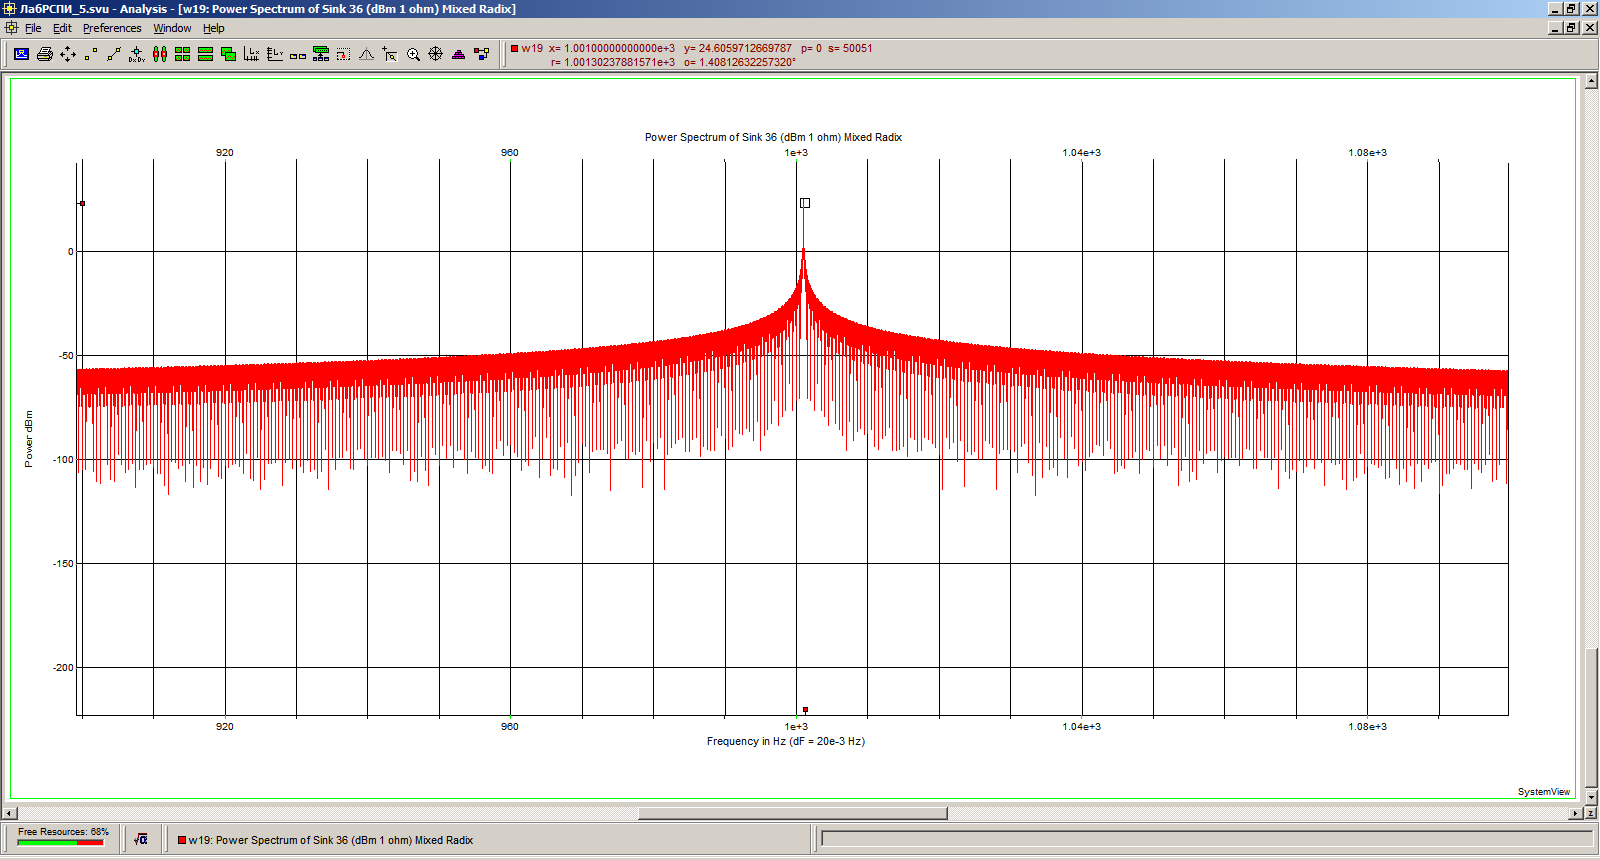 ЛабРСПИ_5.svu - Analysis - [w19: Power Spectrum of Sink 36 (dBm 1 ohm) Mixed Radix]
File Edit Preferences Window Help
w19 x= 1.00100000000000e+3 y= 24.6059712669787 p= 0 s= 50051
r= 1.00130237881571e+3 o= 1.40812632257320°
Power Spectrum of Sink 36 (dBm 1 ohm) Mixed Radix
920 960 1e+3 1.04e+3 1.08e+3
0
-50
-100
-150
-200
Power dBm
920 960 1e+3 1.04e+3 1.08e+3
Frequency in Hz (dF = 20e-3 Hz)
SystemView
Free Resources: 68%
w19: Power Spectrum of Sink 36 (dBm 1 ohm) Mixed Radix